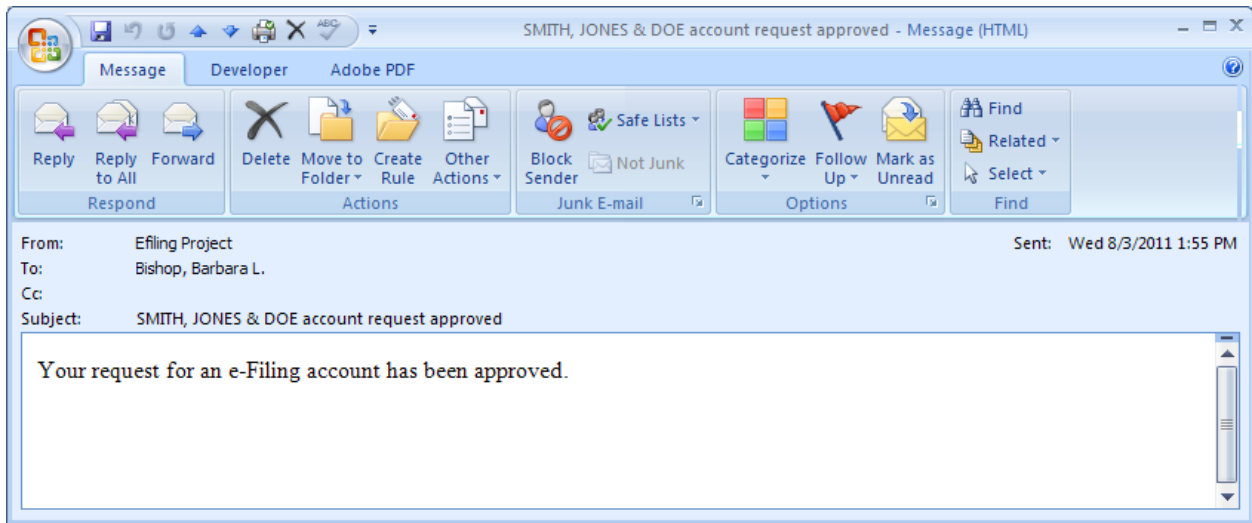 ABC
SMITH, JONES & DOE account request approved - Message (HTML)
Message Developer Adobe PDF
Reply
Reply to All
Forward
Respond
Delete
Move to Folder
Create Rule
Other Actions
Actions
Block Sender
Safe Lists
Not Junk
Junk E-mail
Categorize
Follow Up
Mark as Unread
Options
Find
Related
Select
Find
From: Efiling Project Sent: Wed 8/3/2011 1:55 PM
To: Bishop, Barbara L.
Cc:
Subject: SMITH, JONES & DOE account request approved
Your request for an e-Filing account has been approved.